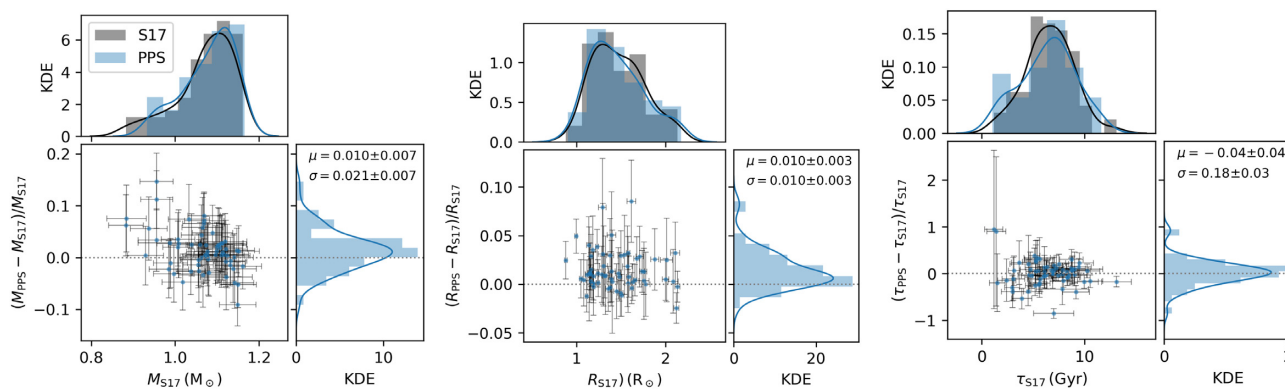 S17
PPS
KDE
6
4
2
0
(M_PPS − M_S17)/M_S17
0.2
0.1
0.0
−0.1
0.8
1.0
1.2
M_S17 (M_⊙)
μ = 0.010±0.007
σ = 0.021±0.007
0
10
KDE
KDE
1.5
1.0
0.5
0.0
(R_PPS − R_S17)/R_S17
0.10
0.05
0.00
−0.05
1
2
R_S17) (R_⊙)
μ = 0.010±0.003
σ = 0.010±0.003
0
20
KDE
KDE
0.15
0.10
0.05
0.00
(τ_PPS − τ_S17)/τ_S17
2
1
0
−1
0
5
10
τ_S17 (Gyr)
μ = −0.04±0.04
σ = 0.18±0.03
0
KDE